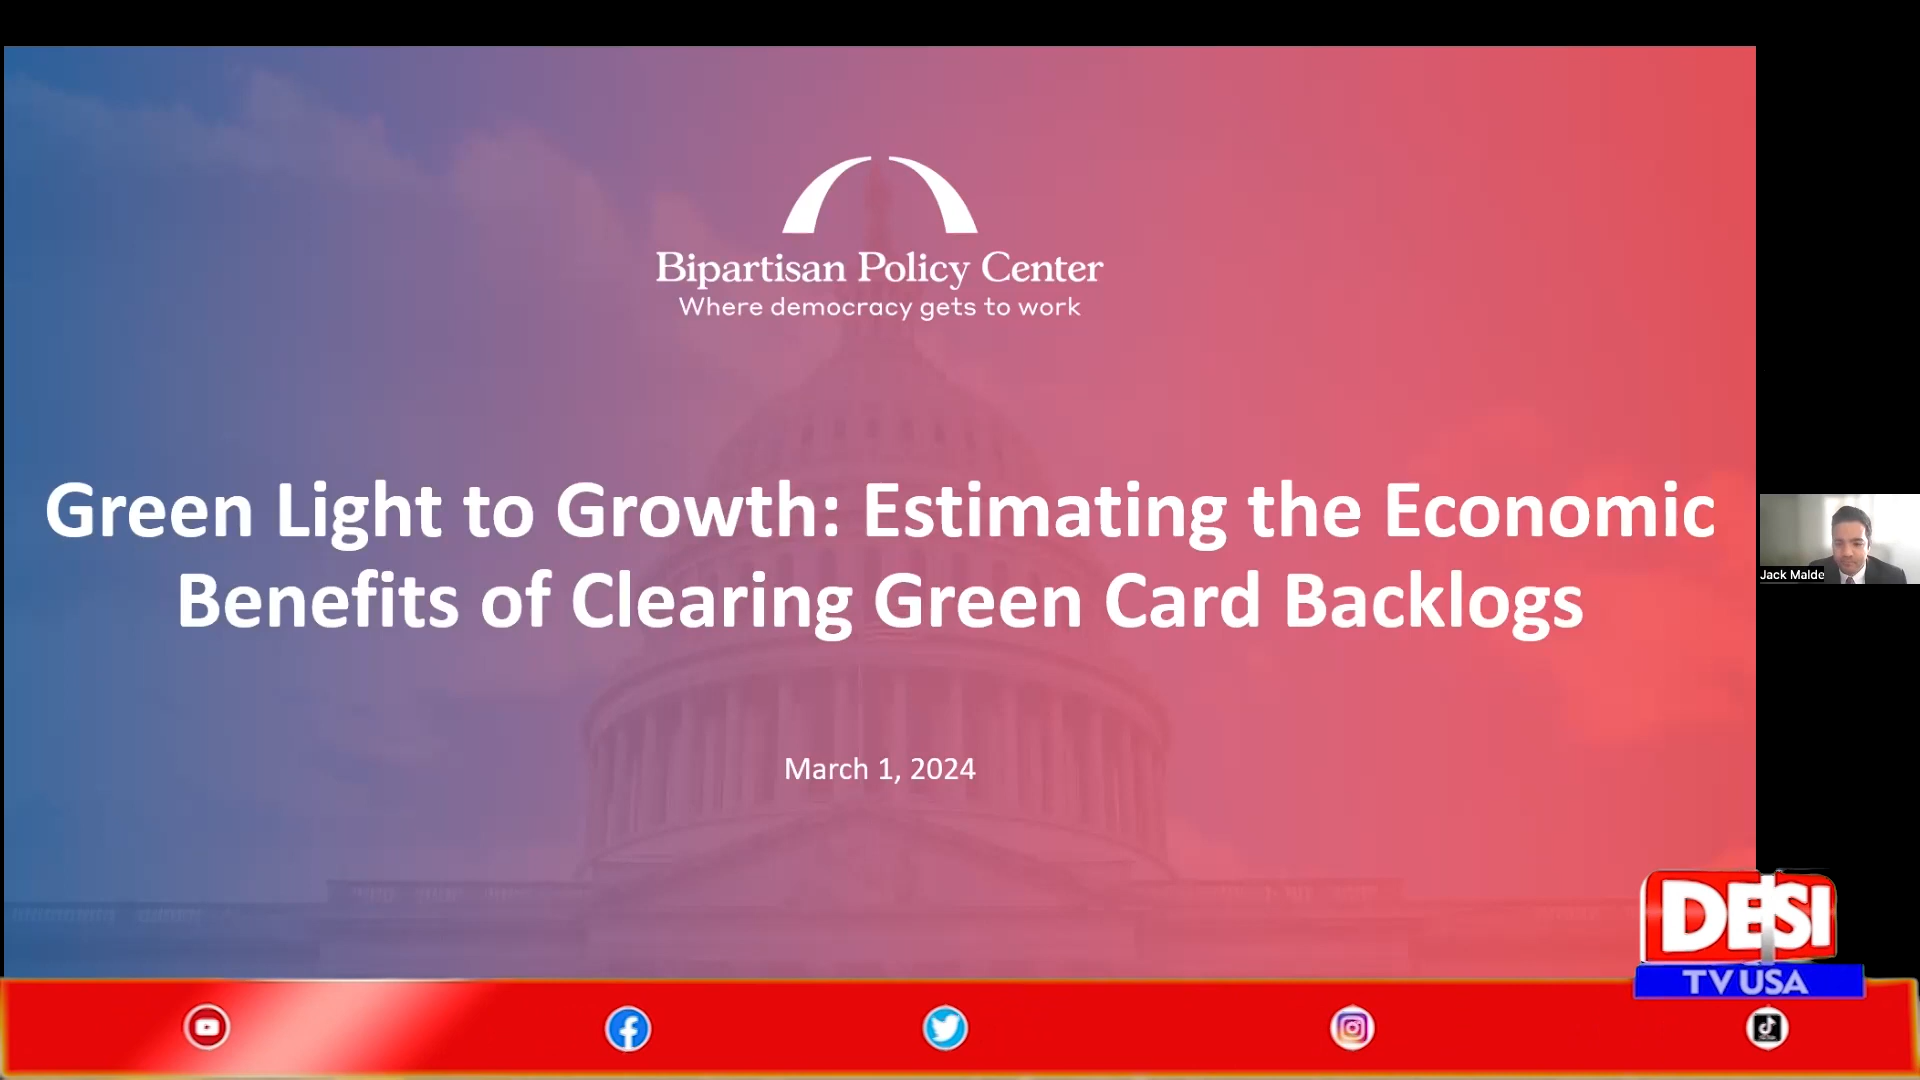 Bipartisan Policy Center
Where democracy gets to work
Green Light to Growth: Estimating the Economic
Benefits of Clearing Green Card Backlogs
March 1, 2024
Jack Malde
DESI
TV USA